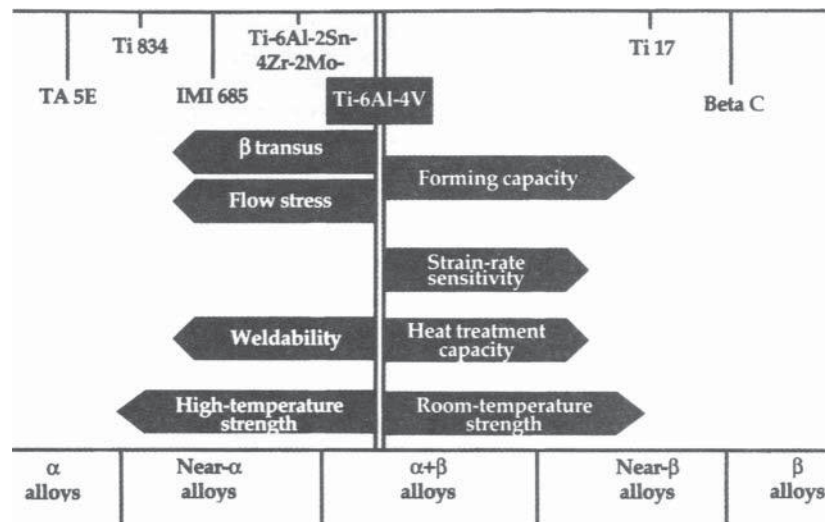 Ti 834
Ti-6Al-2Sn-
4Zr-2Mo-
Ti 17
TA 5E
IMI 685
Ti-6Al-4V
Beta C
β transus
Forming capacity
Flow stress
Strain-rate
sensitivity
Weldability
Heat treatment
capacity
High-temperature
strength
Room-temperature
strength
α
alloys
Near-α
alloys
α+β
alloys
Near-β
alloys
β
alloys